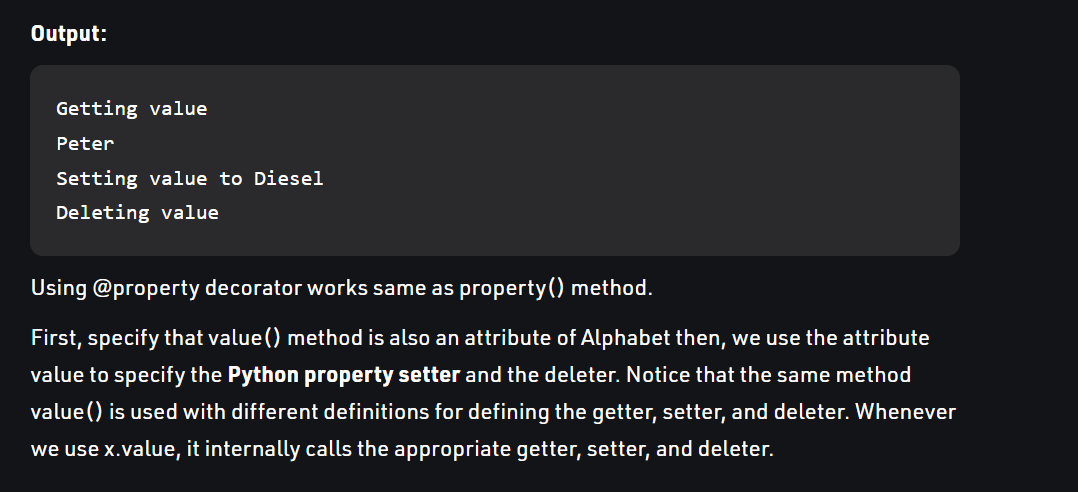 Output:
Getting value
Peter
Setting value to Diesel
Deleting value
Using @property decorator works same as property() method.
First, specify that value() method is also an attribute of Alphabet then, we use the attribute
value to specify the Python property setter and the deleter. Notice that the same method
value() is used with different definitions for defining the getter, setter, and deleter. Whenever
we use x.value, it internally calls the appropriate getter, setter, and deleter.